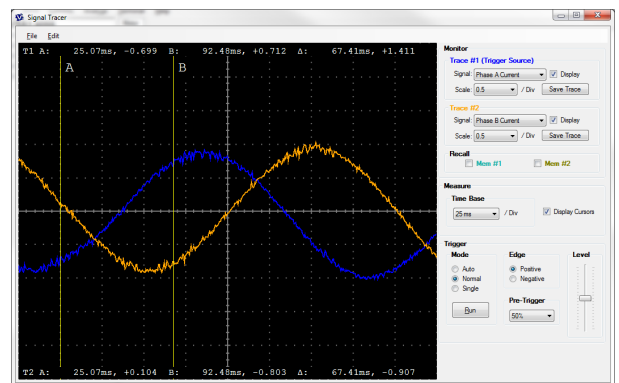 Signal Tracer
File Edit
T1 A: 25.07ms, -0.699 B: 92.48ms, +0.712 Δ: 67.41ms, +1.411
A B
T2 A: 25.07ms, +0.104 B: 92.48ms, -0.803 Δ: 67.41ms, -0.907
Monitor
Trace #1 (Trigger Source)
Signal: Phase A Current Display
Scale: 0.5 / Div Save Trace
Trace #2
Signal: Phase B Current Display
Scale: 0.5 / Div Save Trace
Recall
Mem #1 Mem #2
Measure
Time Base
25 ms / Div Display Cursors
Trigger
Mode Edge Level
Auto Positive
Normal Negative
Single
Pre-Trigger
Run 50%